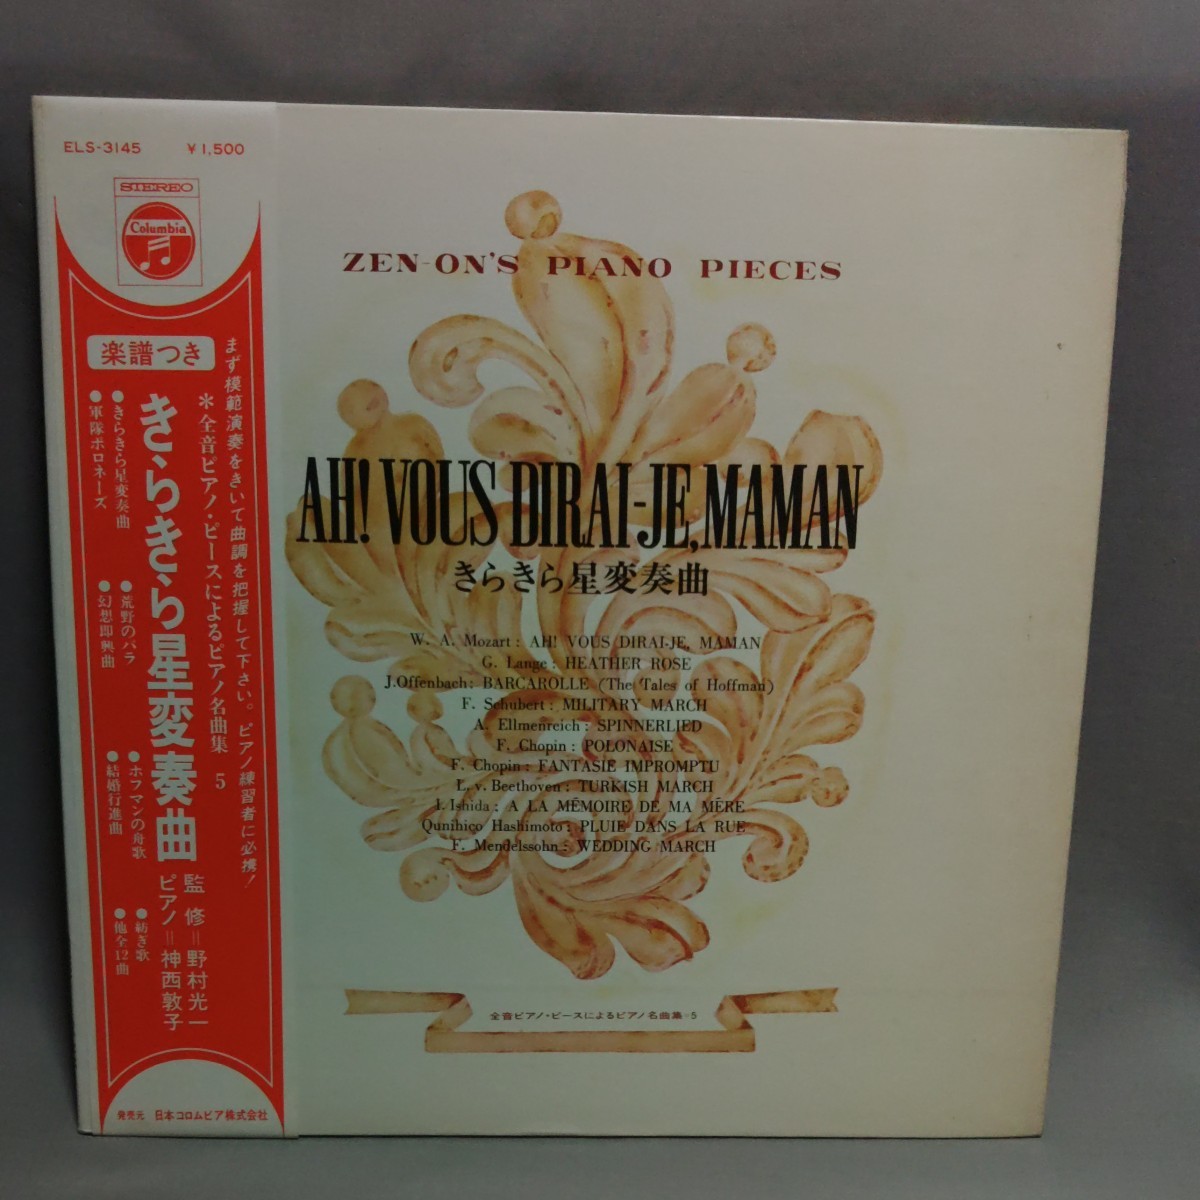 ELS-3145 ¥1,500
STEREO
Columbia
楽譜つき
まず模範演奏をきいて曲調を把握して下さい。ピアノ練習者に必携!
*全音ピアノ・ピースによるピアノ名曲集 5
きらきら星変奏曲
監修=野村光一
ピアノ=神西敦子
●きらきら星変奏曲
●荒野のバラ
●ホフマンの舟歌
●紡ぎ歌
●軍隊ポロネーズ
●幻想即興曲
●結婚行進曲
●他全12曲
発売元 日本コロムビア株式会社
ZEN-ON'S PIANO PIECES
AH! VOUS DIRAI-JE, MAMAN
きらきら星変奏曲
W. A. Mozart: AH! VOUS DIRAI-JE, MAMAN
G. Lange: HEATHER ROSE
J.Offenbach: BARCAROLLE (The Tales of Hoffman)
F. Schubert: MILITARY MARCH
A. Ellmenreich: SPINNERLIED
F. Chopin: POLONAISE
F. Chopin: FANTASIE IMPROMPTU
L. v. Beethoven: TURKISH MARCH
I. Ishida: A LA MÉMOIRE DE MA MÈRE
Qunihico Hashimoto: PLUIE DANS LA RUE
F. Mendelssohn: WEDDING MARCH
全音ピアノ・ピースによるピアノ名曲集=5